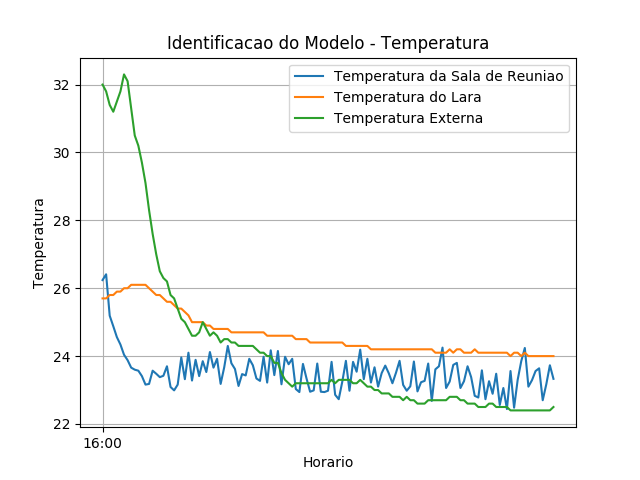 Identificacao do Modelo - Temperatura
Temperatura da Sala de Reuniao
Temperatura do Lara
Temperatura Externa
Temperatura
32
30
28
26
24
22
16:00
Horario